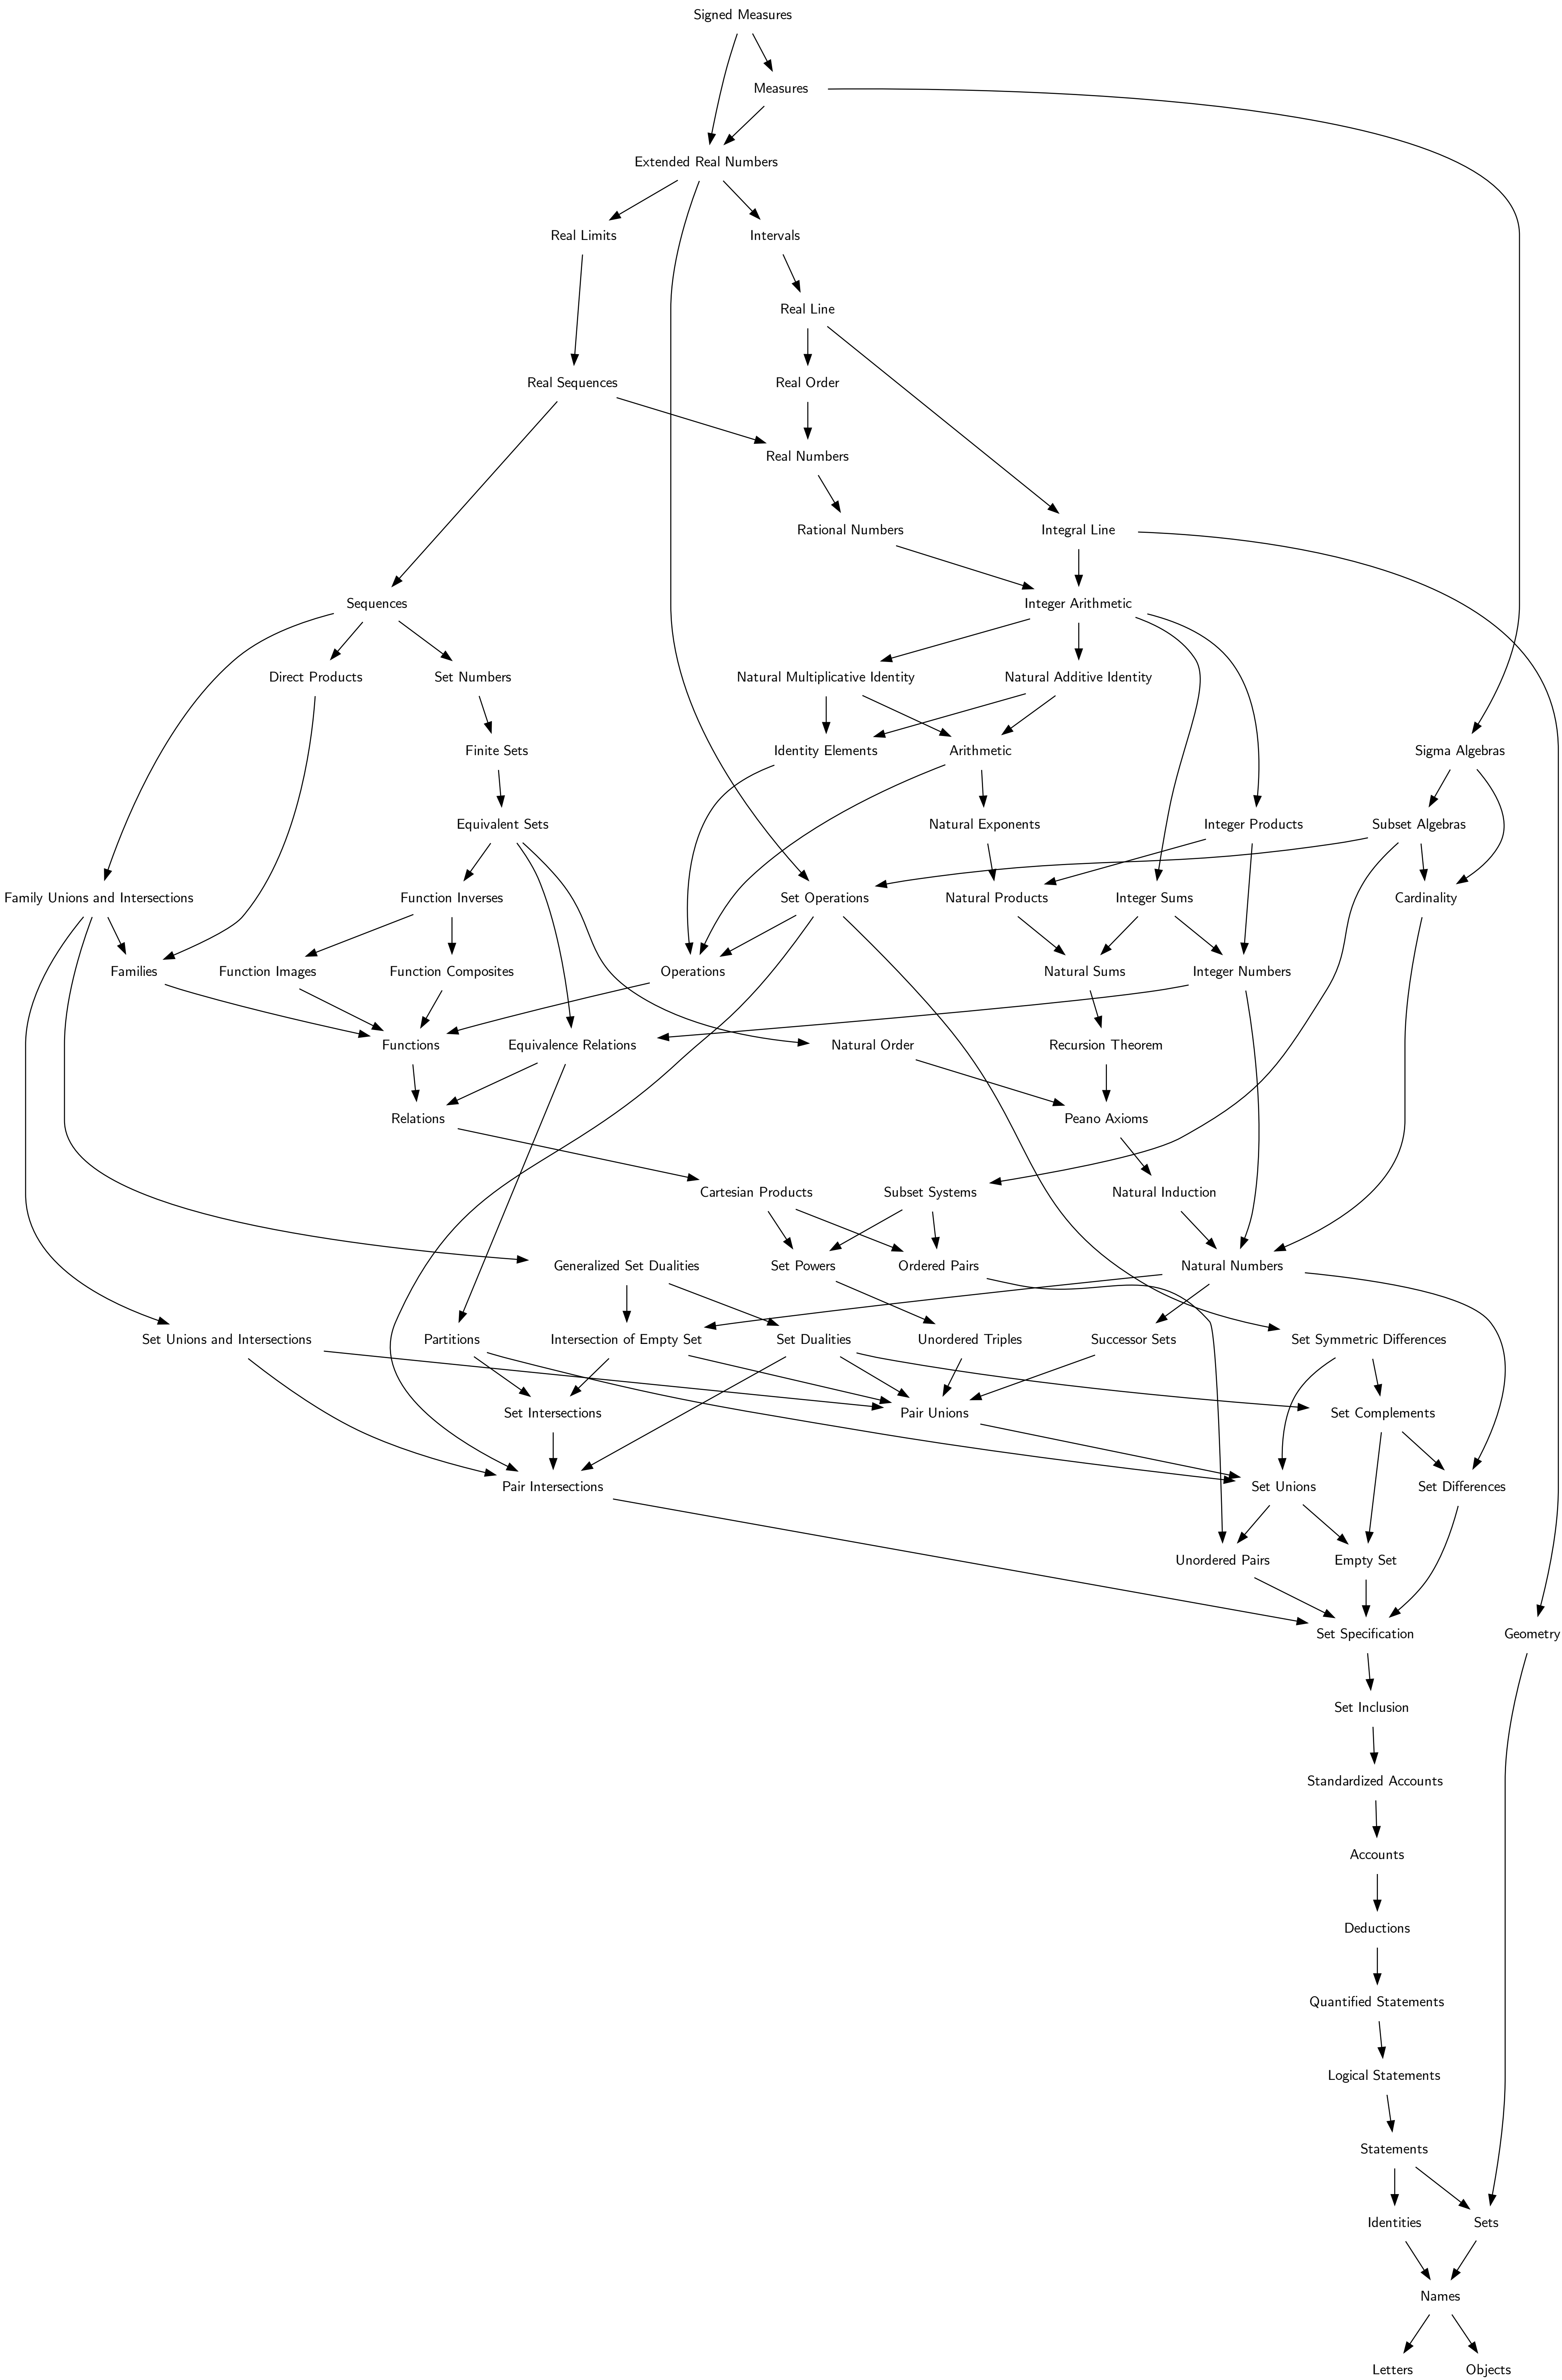 Signed Measures
Measures
Extended Real Numbers
Real Limits
Intervals
Real Line
Real Sequences
Real Order
Real Numbers
Rational Numbers
Integral Line
Sequences
Integer Arithmetic
Direct Products
Set Numbers
Natural Multiplicative Identity
Natural Additive Identity
Finite Sets
Identity Elements
Arithmetic
Sigma Algebras
Equivalent Sets
Natural Exponents
Integer Products
Subset Algebras
Family Unions and Intersections
Function Inverses
Set Operations
Natural Products
Integer Sums
Cardinality
Families
Function Images
Function Composites
Operations
Natural Sums
Integer Numbers
Functions
Equivalence Relations
Natural Order
Recursion Theorem
Relations
Peano Axioms
Cartesian Products
Subset Systems
Natural Induction
Generalized Set Dualities
Set Powers
Ordered Pairs
Natural Numbers
Set Unions and Intersections
Partitions
Intersection of Empty Set
Set Dualities
Unordered Triples
Successor Sets
Set Symmetric Differences
Set Intersections
Pair Unions
Set Complements
Pair Intersections
Set Unions
Set Differences
Unordered Pairs
Empty Set
Set Specification
Geometry
Set Inclusion
Standardized Accounts
Accounts
Deductions
Quantified Statements
Logical Statements
Statements
Identities
Sets
Names
Letters
Objects